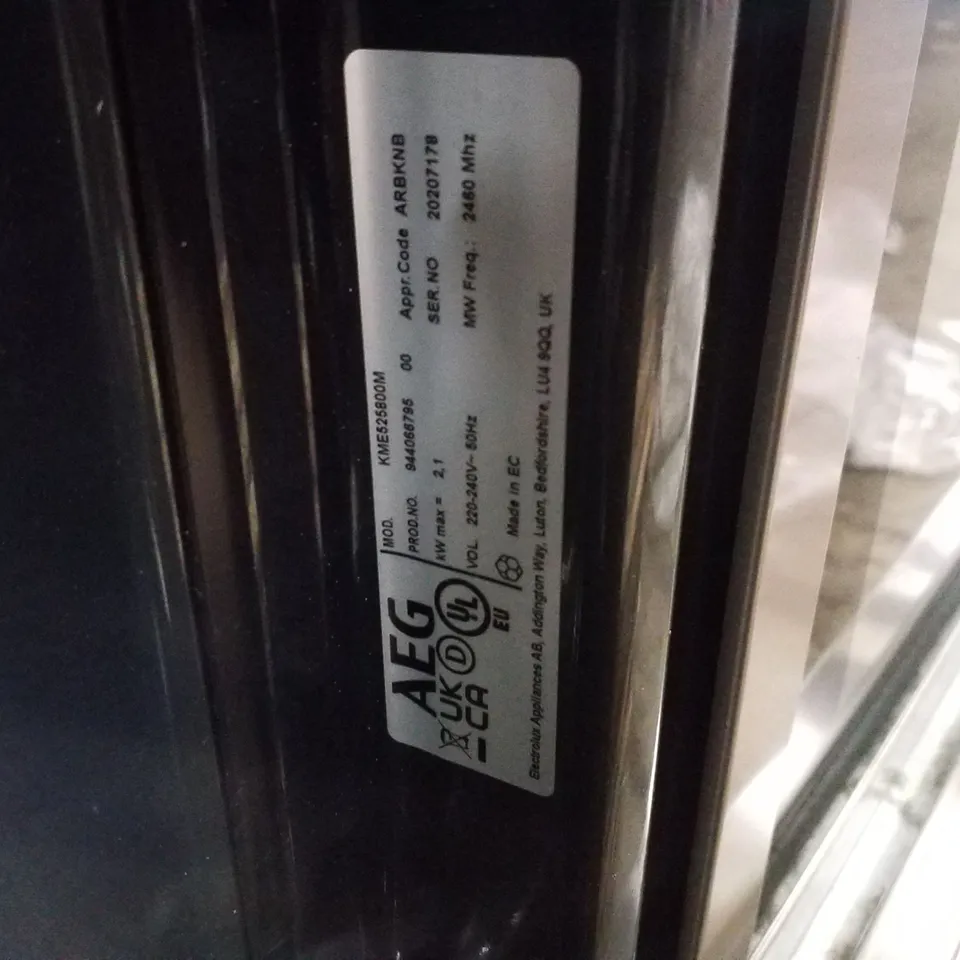 AEG
UK
CA
D
UL
EU
MOD. KME525800M
PROD.NO. 944066795 00 Appr.Code ARBKNB
kW max = 2,1 SER.NO 20207178
VOL 220-240V~ 50Hz MW Freq.: 2460 Mhz
Made in EC
Electrolux Appliances AB, Addington Way, Luton, Bedfordshire, LU4 9QQ, UK